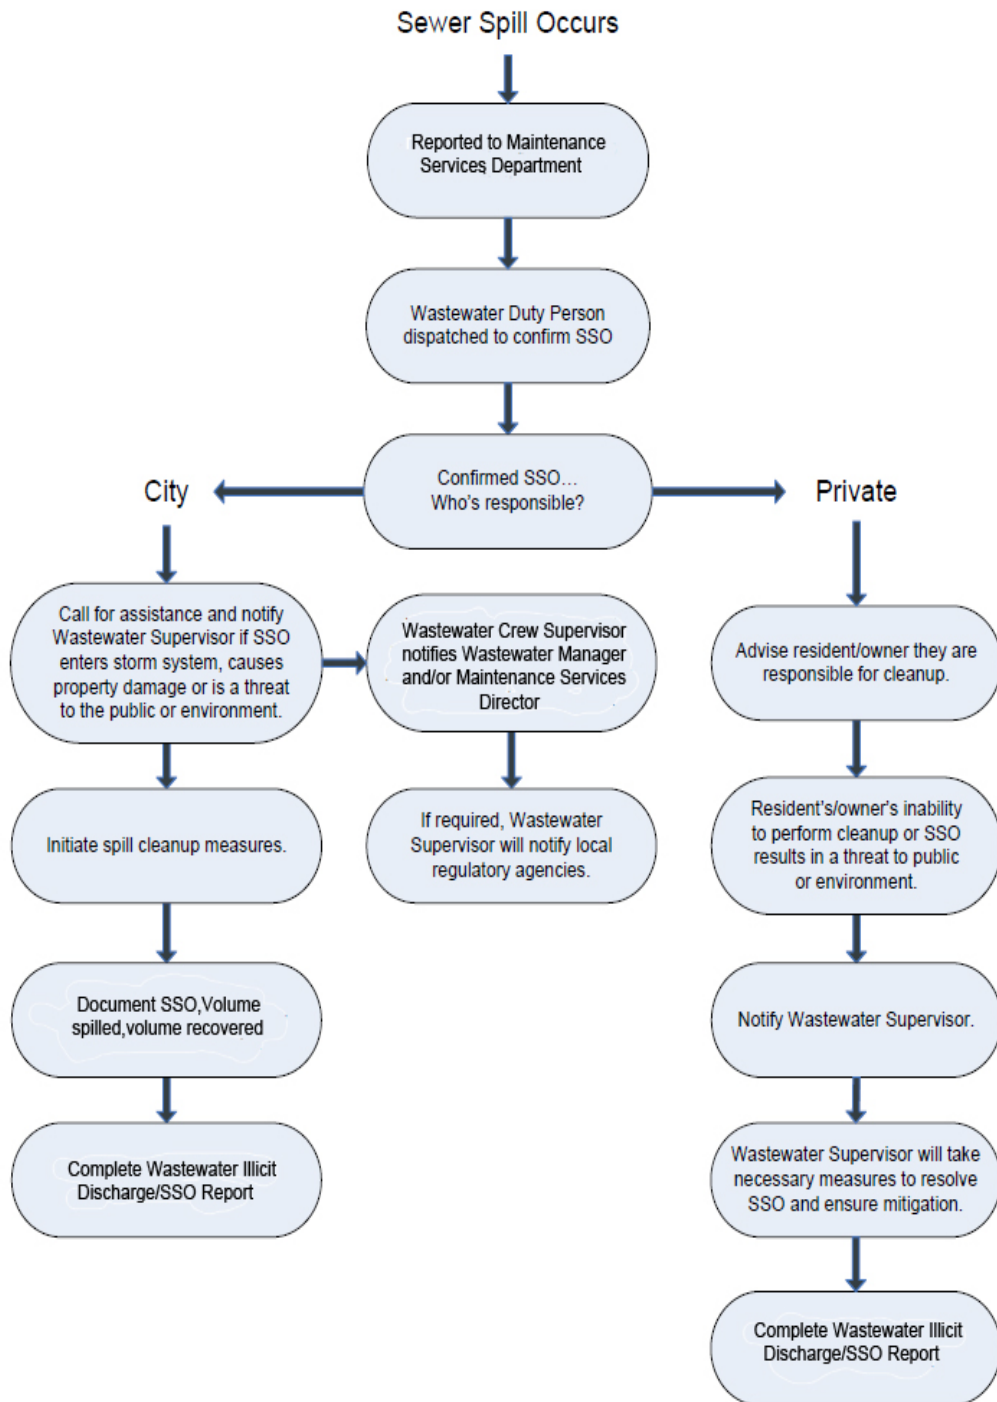 Sewer Spill Occurs
Reported to Maintenance
Services Department
Wastewater Duty Person
dispatched to confirm SSO
Confirmed SSO…
Who's responsible?
City
Private
Call for assistance and notify
Wastewater Supervisor if SSO
enters storm system, causes
property damage or is a threat
to the public or environment.
Wastewater Crew Supervisor
notifies Wastewater Manager
and/or Maintenance Services
Director
Advise resident/owner they are
responsible for cleanup.
Initiate spill cleanup measures.
If required, Wastewater
Supervisor will notify local
regulatory agencies.
Resident's/owner's inability
to perform cleanup or SSO
results in a threat to public
or environment.
Document SSO,Volume
spilled,volume recovered
Notify Wastewater Supervisor.
Complete Wastewater Illicit
Discharge/SSO Report
Wastewater Supervisor will take
necessary measures to resolve
SSO and ensure mitigation.
Complete Wastewater Illicit
Discharge/SSO Report